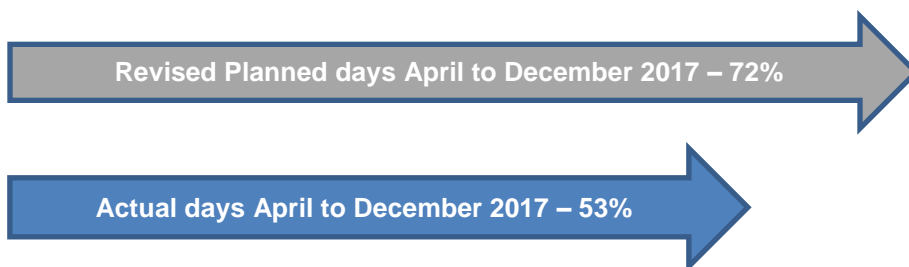 Revised Planned days April to December 2017 – 72%
Actual days April to December 2017 – 53%